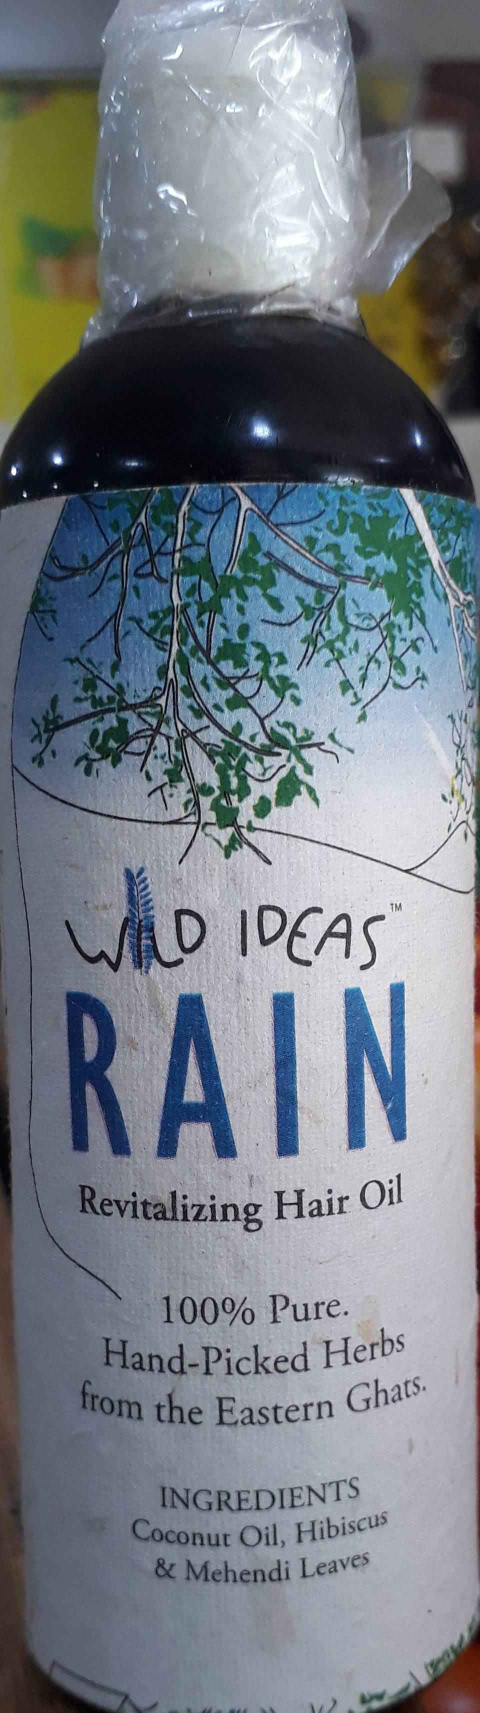 WILD IDEAS™
RAIN
Revitalizing Hair Oil
100% Pure.
Hand-Picked Herbs
from the Eastern Ghats.
INGREDIENTS
Coconut Oil, Hibiscus
& Mehendi Leaves